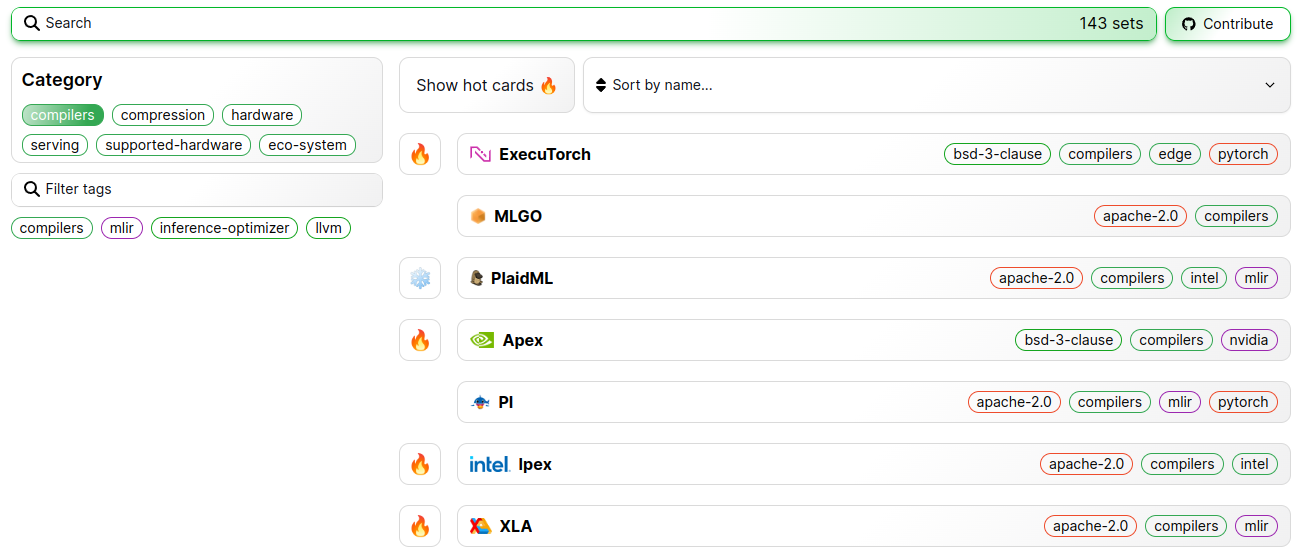 Search 143 sets Contribute
Category
compilers compression hardware
serving supported-hardware eco-system
Filter tags
compilers mlir inference-optimizer llvm
Show hot cards Sort by name...
ExecuTorch bsd-3-clause compilers edge pytorch
MLGO apache-2.0 compilers
PlaidML apache-2.0 compilers intel mlir
Apex bsd-3-clause compilers nvidia
PI apache-2.0 compilers mlir pytorch
intel. Ipex apache-2.0 compilers intel
XLA apache-2.0 compilers mlir